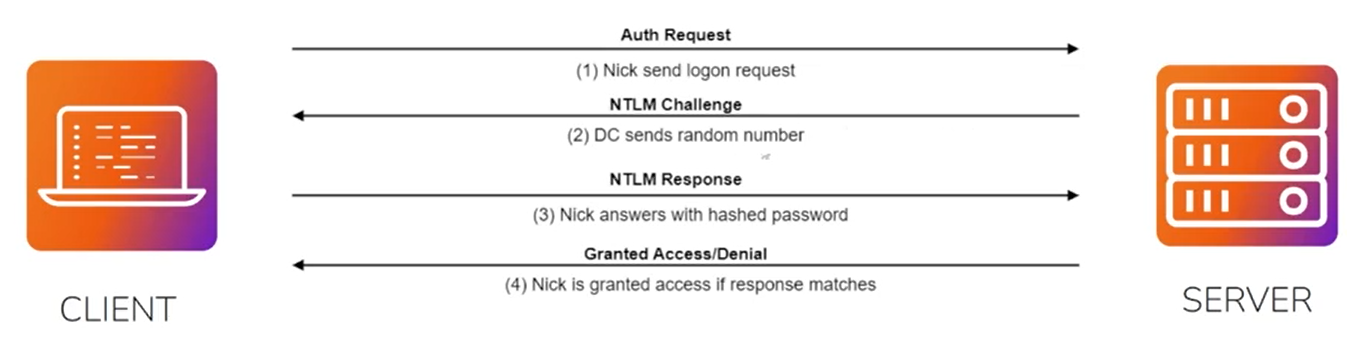 Auth Request
(1) Nick send logon request
NTLM Challenge
(2) DC sends random number
NTLM Response
(3) Nick answers with hashed password
Granted Access/Denial
(4) Nick is granted access if response matches
CLIENT
SERVER